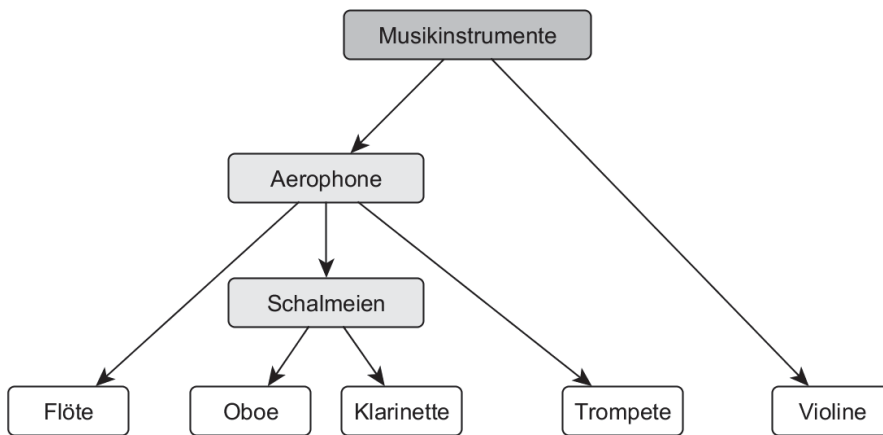 Musikinstrumente
Aerophone
Schalmeien
Flöte
Oboe
Klarinette
Trompete
Violine